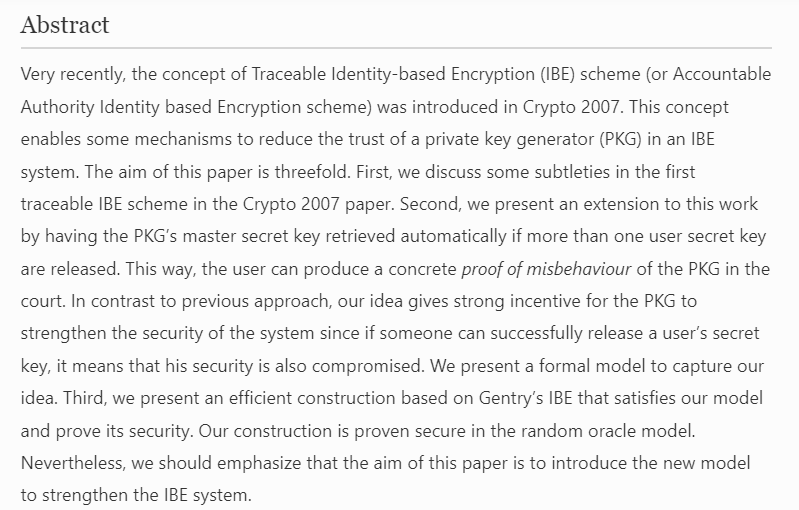 Abstract
Very recently, the concept of Traceable Identity-based Encryption (IBE) scheme (or Accountable
Authority Identity based Encryption scheme) was introduced in Crypto 2007. This concept
enables some mechanisms to reduce the trust of a private key generator (PKG) in an IBE
system. The aim of this paper is threefold. First, we discuss some subtleties in the first
traceable IBE scheme in the Crypto 2007 paper. Second, we present an extension to this work
by having the PKG’s master secret key retrieved automatically if more than one user secret key
are released. This way, the user can produce a concrete proof of misbehaviour of the PKG in the
court. In contrast to previous approach, our idea gives strong incentive for the PKG to
strengthen the security of the system since if someone can successfully release a user’s secret
key, it means that his security is also compromised. We present a formal model to capture our
idea. Third, we present an efficient construction based on Gentry’s IBE that satisfies our model
and prove its security. Our construction is proven secure in the random oracle model.
Nevertheless, we should emphasize that the aim of this paper is to introduce the new model
to strengthen the IBE system.